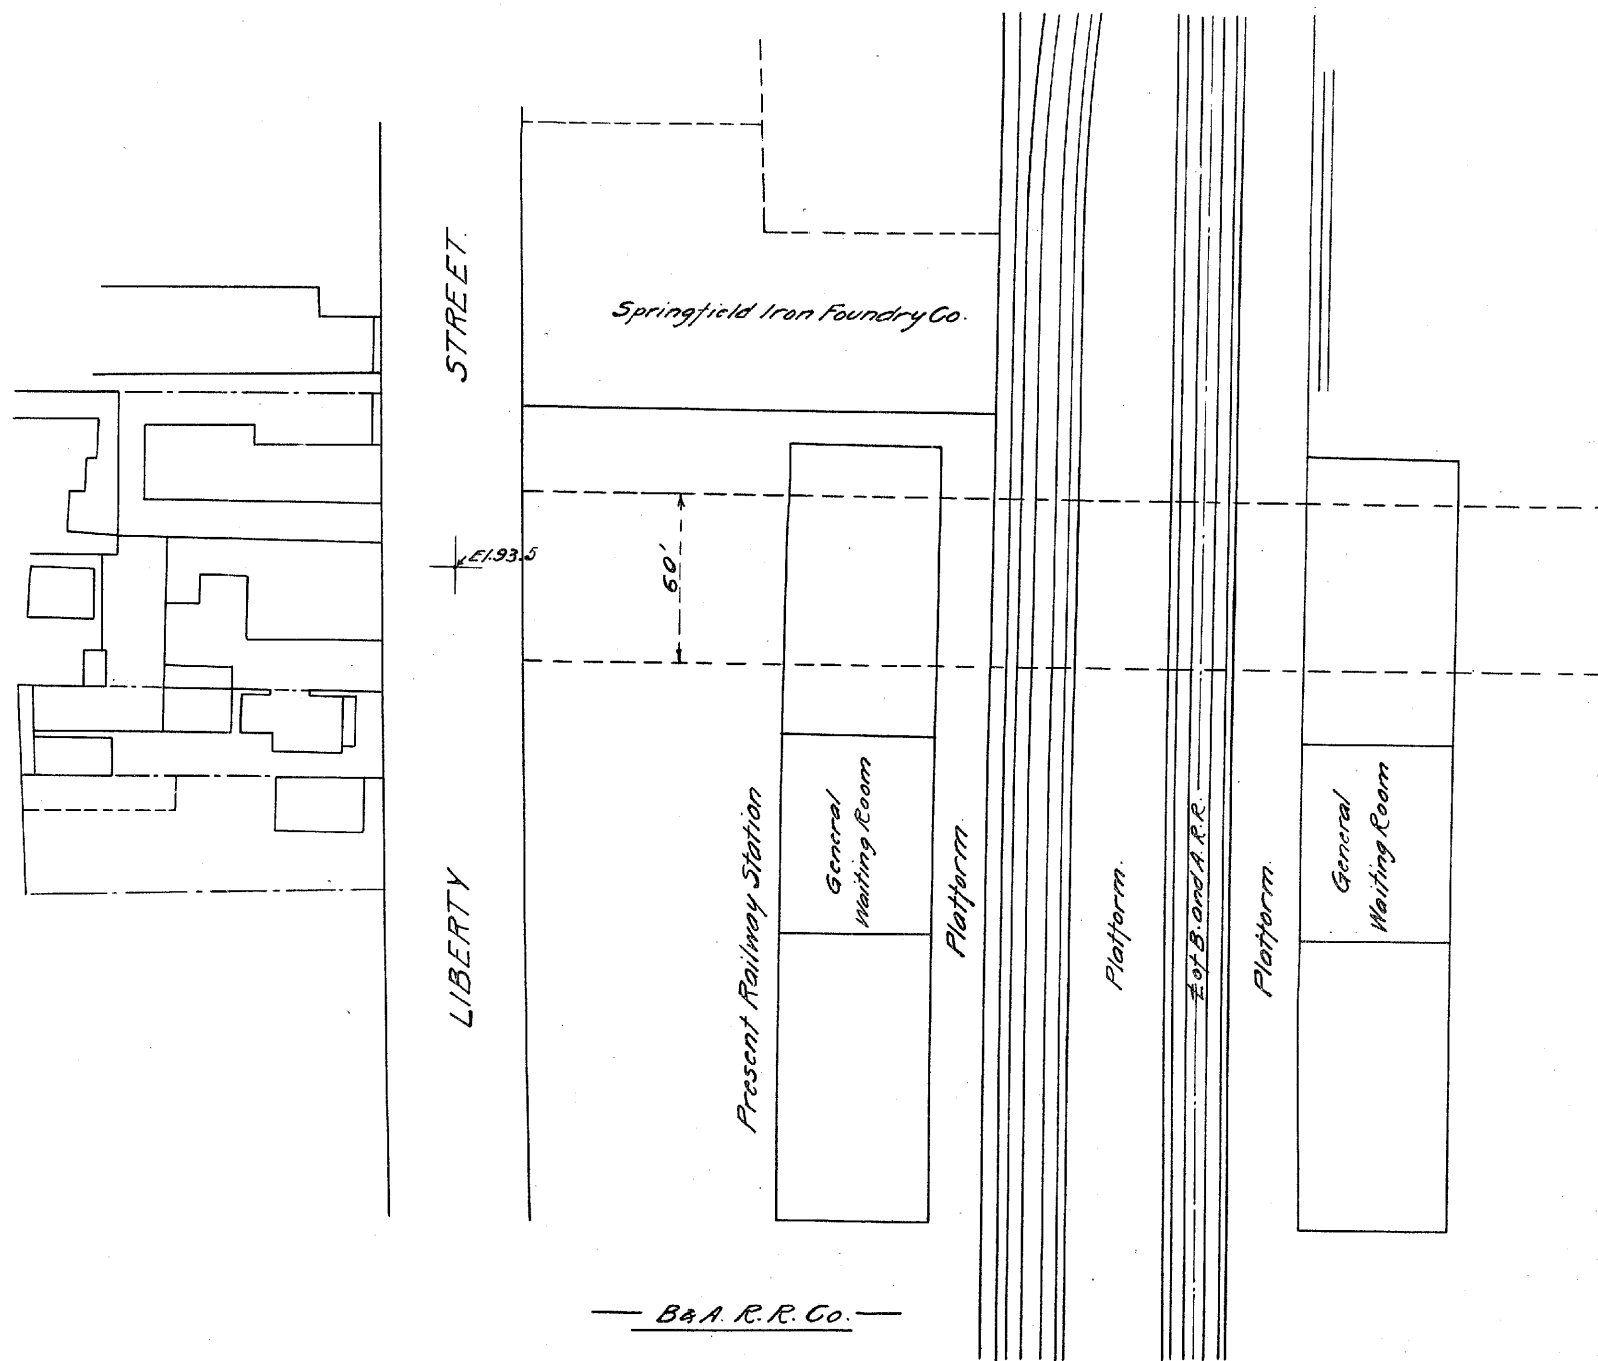 STREET.
Springfield Iron Foundry Co.
El. 93.5
60'
LIBERTY
Present Railway Station
General
Waiting Room
Platform
Platform.
℄ of B. and A. R.R.
Platform
General
Waiting Room
B & A. R. R. Co.